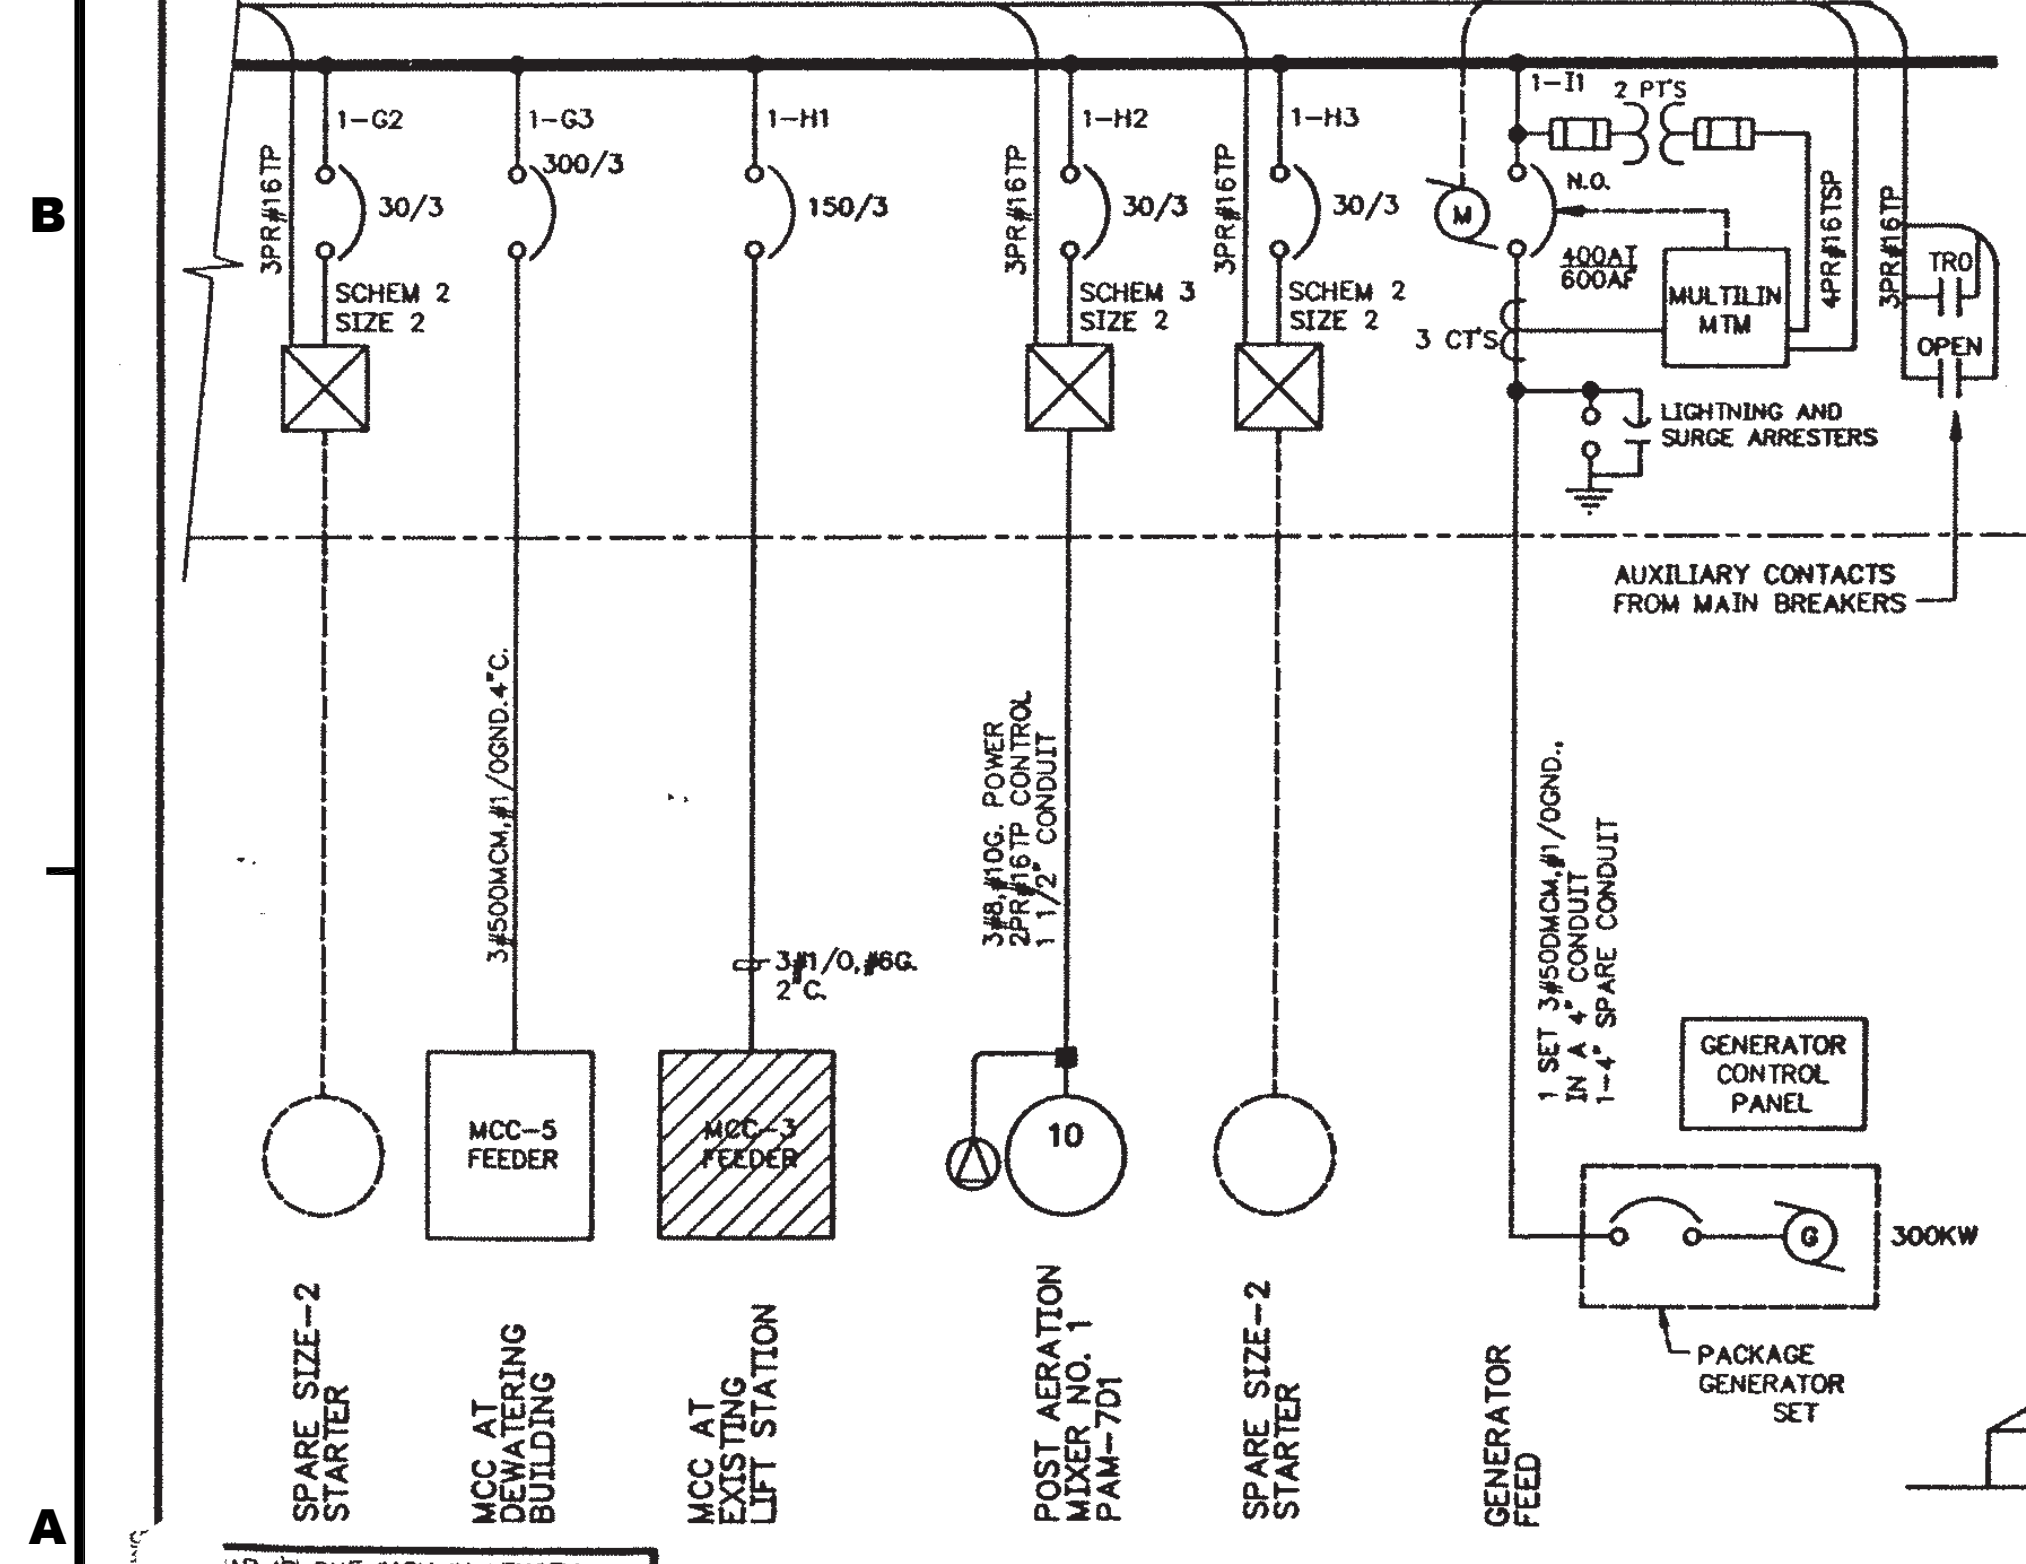 B
A
1-G2
1-G3
1-H1
1-H2
1-H3
1-I1
2 PT'S
3PR#16TP
30/3
300/3
150/3
3PR#16TP
30/3
3PR#16TP
30/3
M
N.O.
400AT
600AF
4PR#16TSP
3PR#16TP
TRO
OPEN
SCHEM 2
SIZE 2
SCHEM 3
SIZE 2
SCHEM 2
SIZE 2
3 CT'S
MULTILIN
MTM
LIGHTNING AND
SURGE ARRESTERS
AUXILIARY CONTACTS
FROM MAIN BREAKERS
3#500MCM,#1/0GND.4"C.
3#1/0,#6G.
2"C.
3#8,#10G. POWER
2PR#16TP CONTROL
1 1/2" CONDUIT
1 SET 3#500MCM,#1/0GND.,
IN A 4" CONDUIT
1-4" SPARE CONDUIT
GENERATOR
CONTROL
PANEL
MCC-5
FEEDER
MCC-3
FEEDER
10
G
300KW
PACKAGE
GENERATOR
SET
SPARE SIZE-2
STARTER
MCC AT
DEWATERING
BUILDING
MCC AT
EXISTING
LIFT STATION
POST AERATION
MIXER NO. 1
PAM-7D1
SPARE SIZE-2
STARTER
GENERATOR
FEED